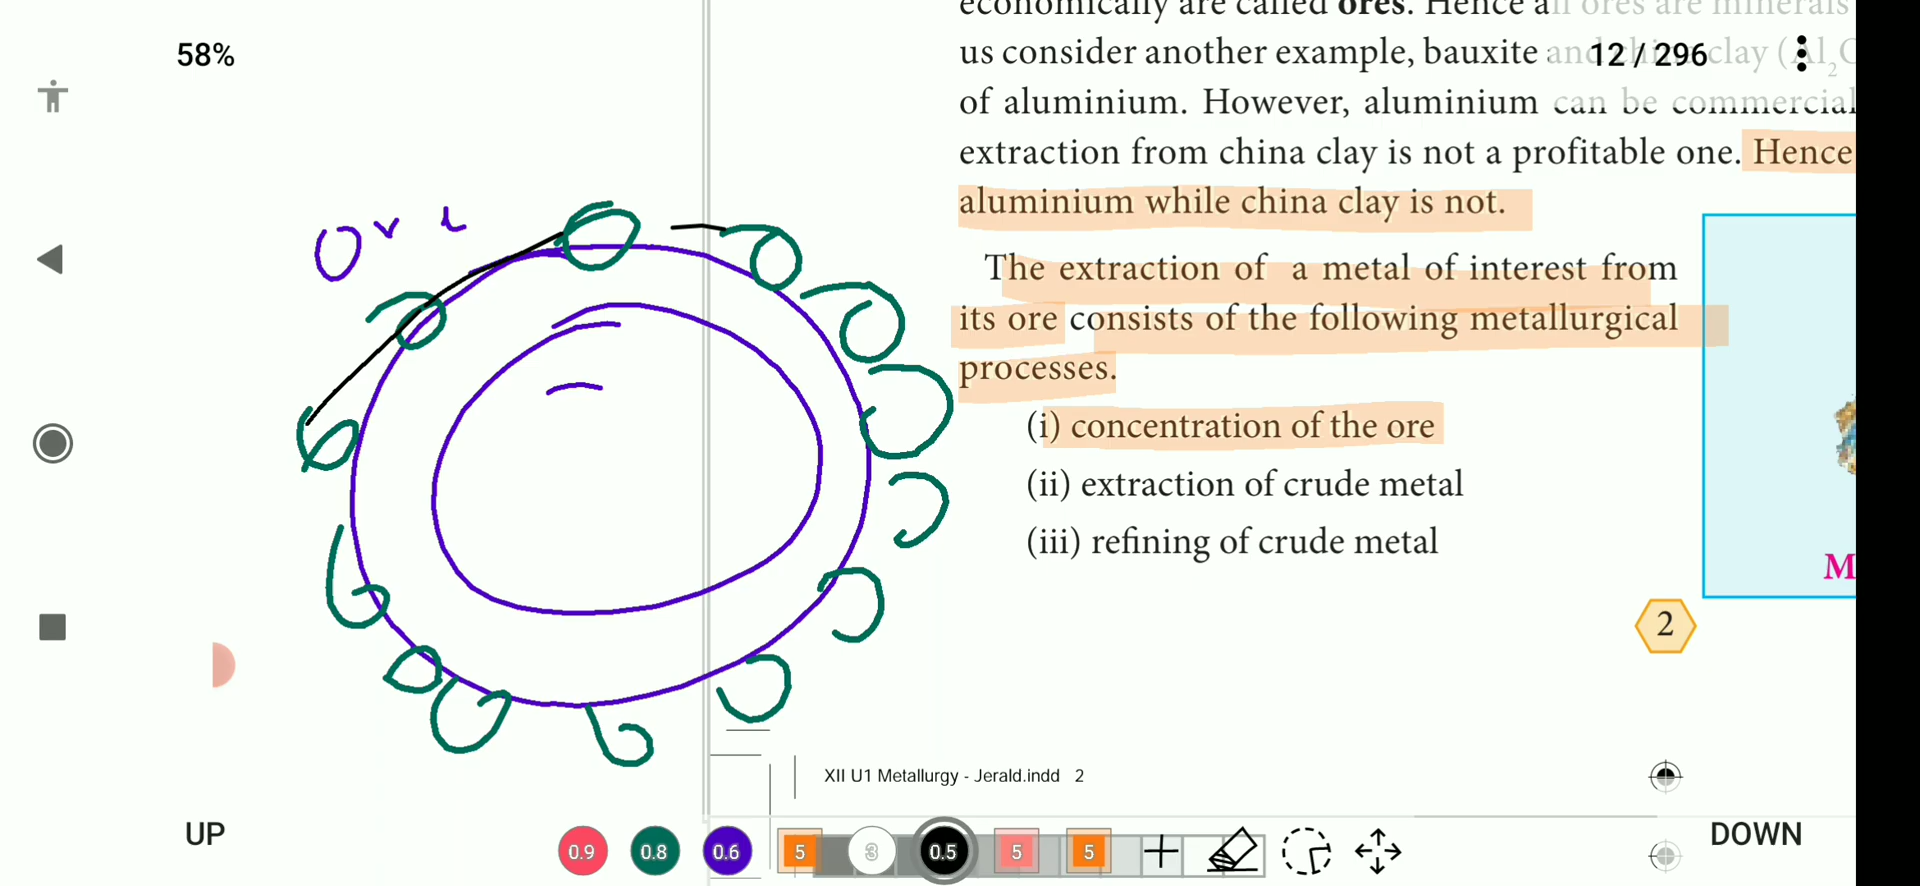 economically are called ores. Hence all ores are minerals
58%
us consider another example, bauxite and china clay (Al2O
12 / 296
of aluminium. However, aluminium can be commercial
extraction from china clay is not a profitable one. Hence
aluminium while china clay is not.
Ore
The extraction of a metal of interest from
its ore consists of the following metallurgical
processes.
(i) concentration of the ore
(ii) extraction of crude metal
(iii) refining of crude metal
M
2
XII U1 Metallurgy - Jerald.indd 2
UP
DOWN
0.9 0.8 0.6 5 3 0.5 5 5